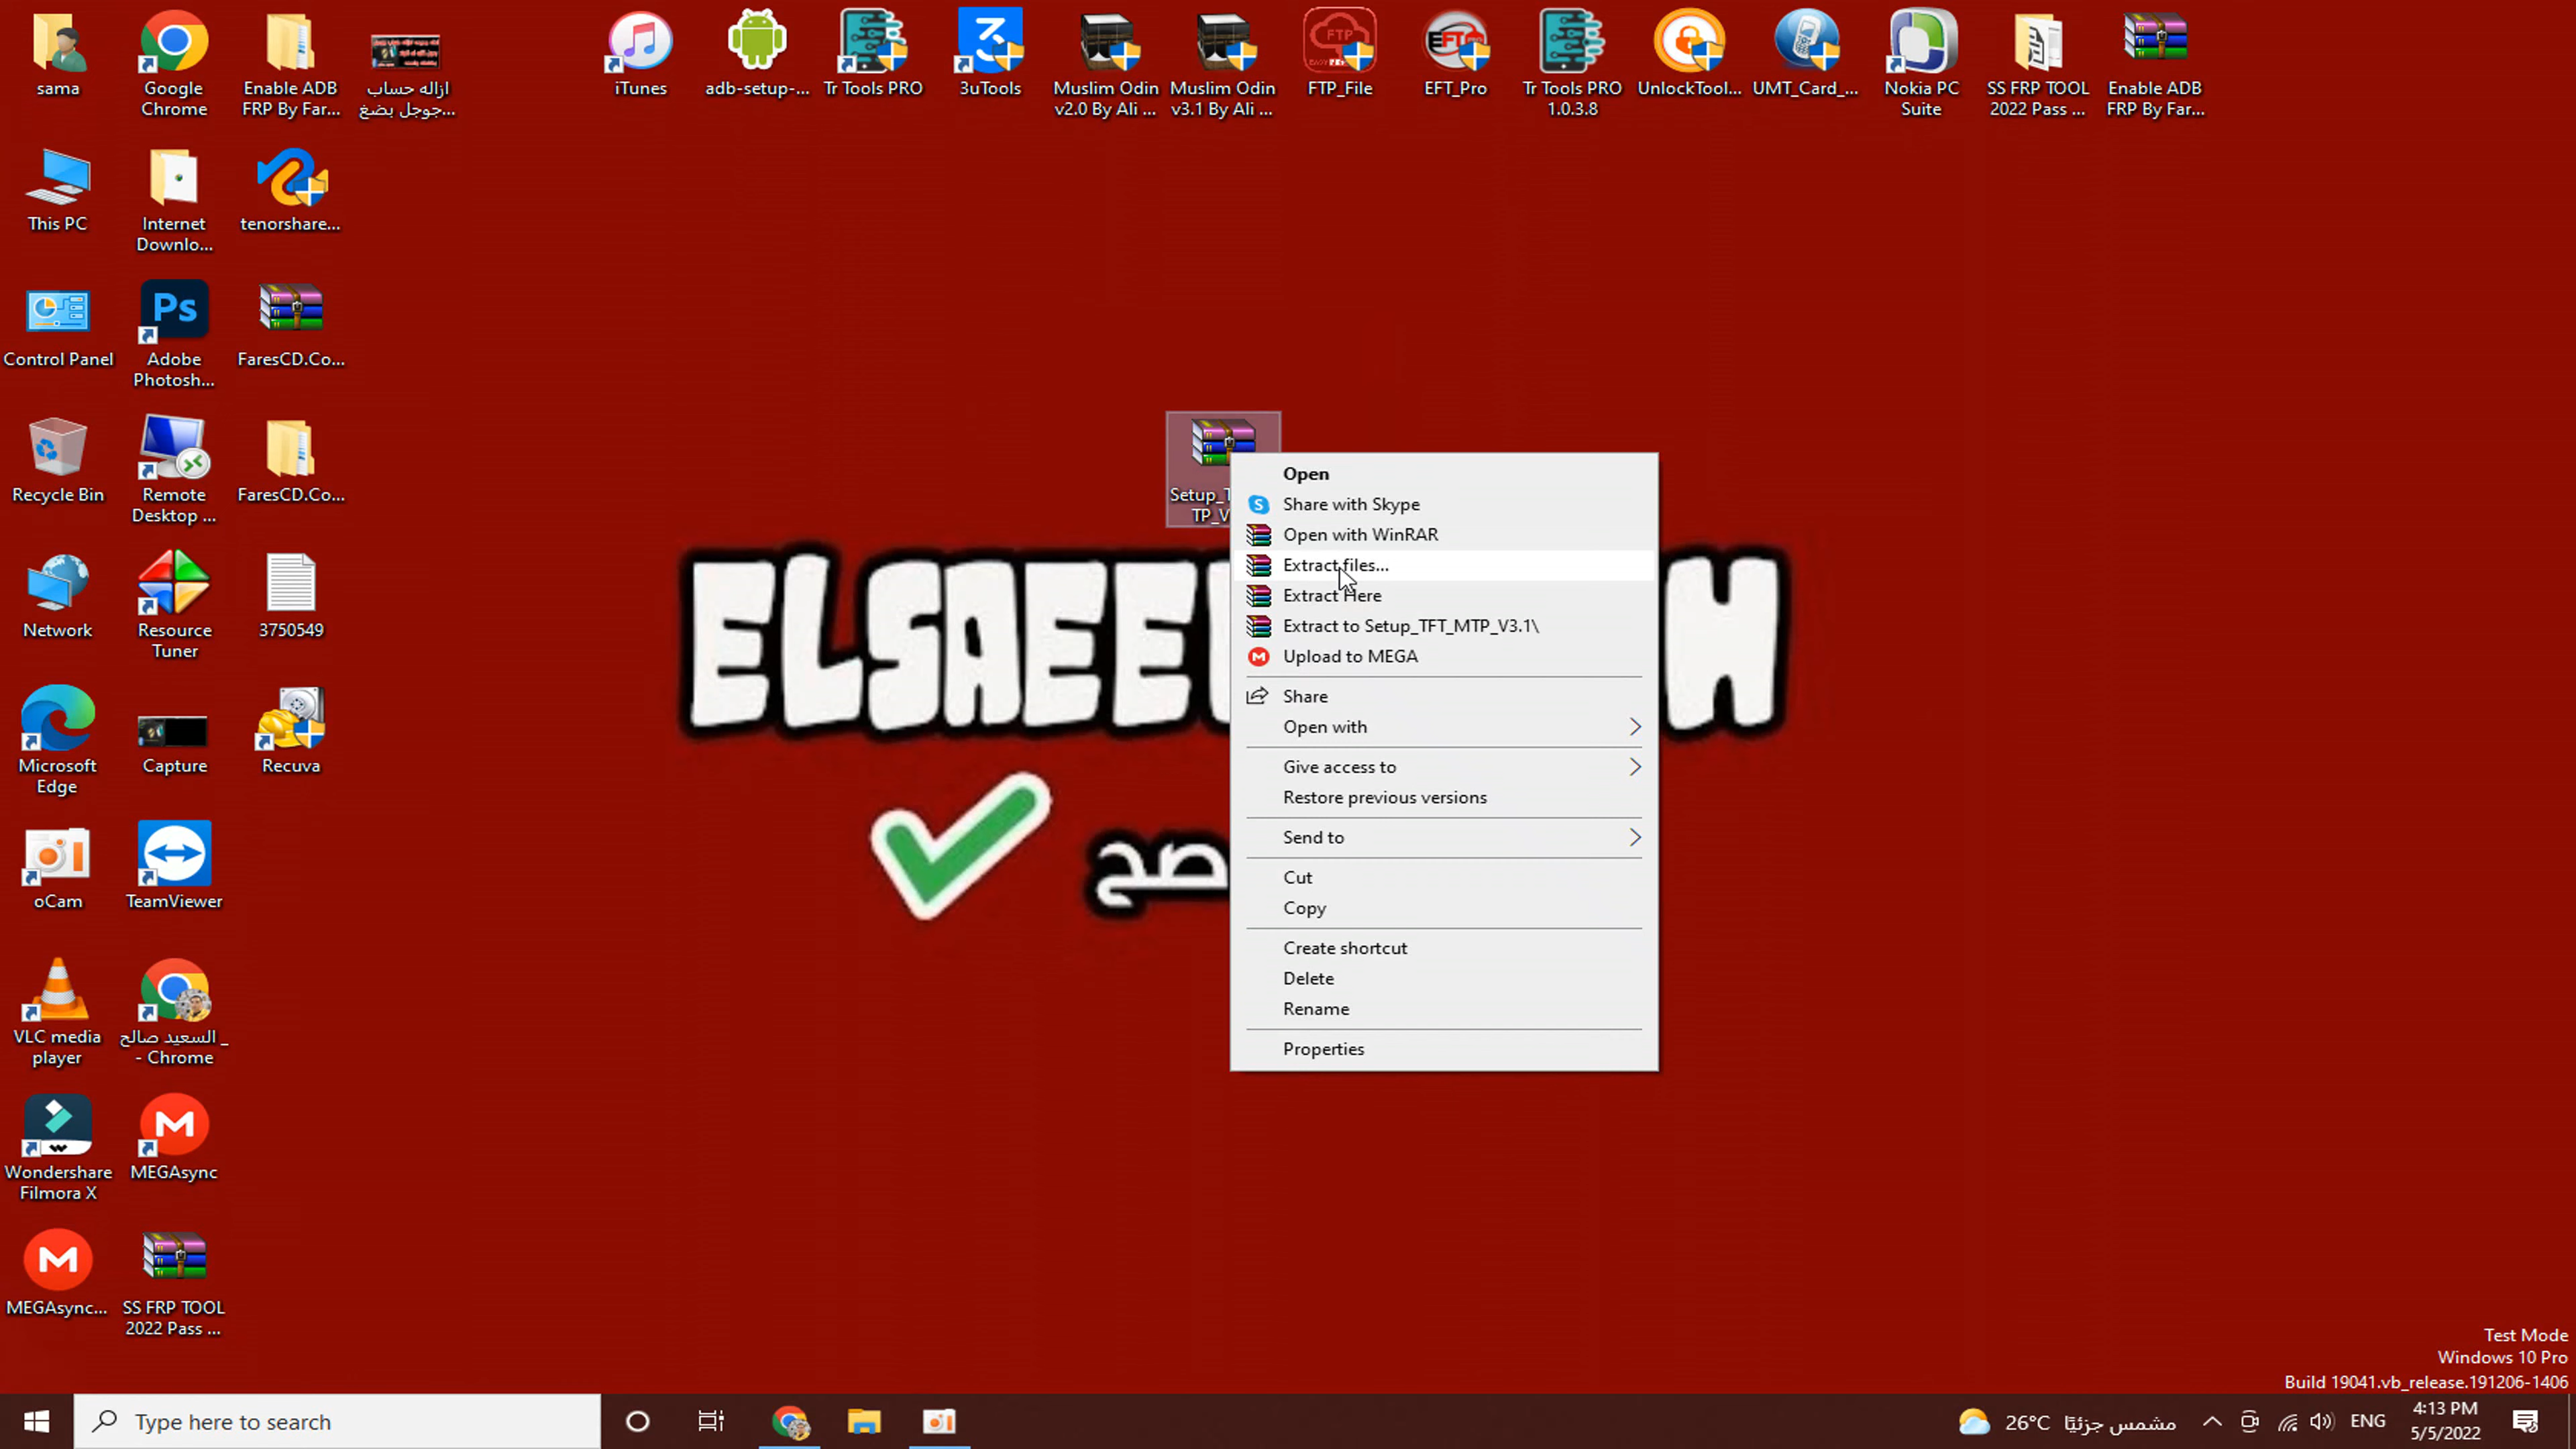 sama
Google
Chrome
Enable ADB
FRP By Far...
ازاله حساب
جوجل بضغ...
iTunes
adb-setup-...
Tr Tools PRO
3uTools
Muslim Odin
v2.0 By Ali ...
Muslim Odin
v3.1 By Ali ...
FTP
FTP_File
EFT_Pro
Tr Tools PRO
1.0.3.8
UnlockTool...
UMT_Card_...
Nokia PC
Suite
SS FRP TOOL
2022 Pass ...
Enable ADB
FRP By Far...
This PC
Internet
Downlo...
tenorshare...
Control Panel
Ps
Adobe
Photosh...
FaresCD.Co...
Recycle Bin
Remote
Desktop ...
FaresCD.Co...
Network
Resource
Tuner
3750549
Microsoft
Edge
Capture
Recuva
oCam
TeamViewer
VLC media
player
السعيد صالح _
- Chrome
Wondershare
Filmora X
MEGAsync
MEGAsync...
SS FRP TOOL
2022 Pass ...
Setup_T
TP_V
ELSAEE
H
صح
Open
Share with Skype
Open with WinRAR
Extract files...
Extract Here
Extract to Setup_TFT_MTP_V3.1\
Upload to MEGA
Share
Open with
Give access to
Restore previous versions
Send to
Cut
Copy
Create shortcut
Delete
Rename
Properties
Test Mode
Windows 10 Pro
Build 19041.vb_release.191206-1406
Type here to search
26°C مشمس جزئيًا
ENG
4:13 PM
5/5/2022